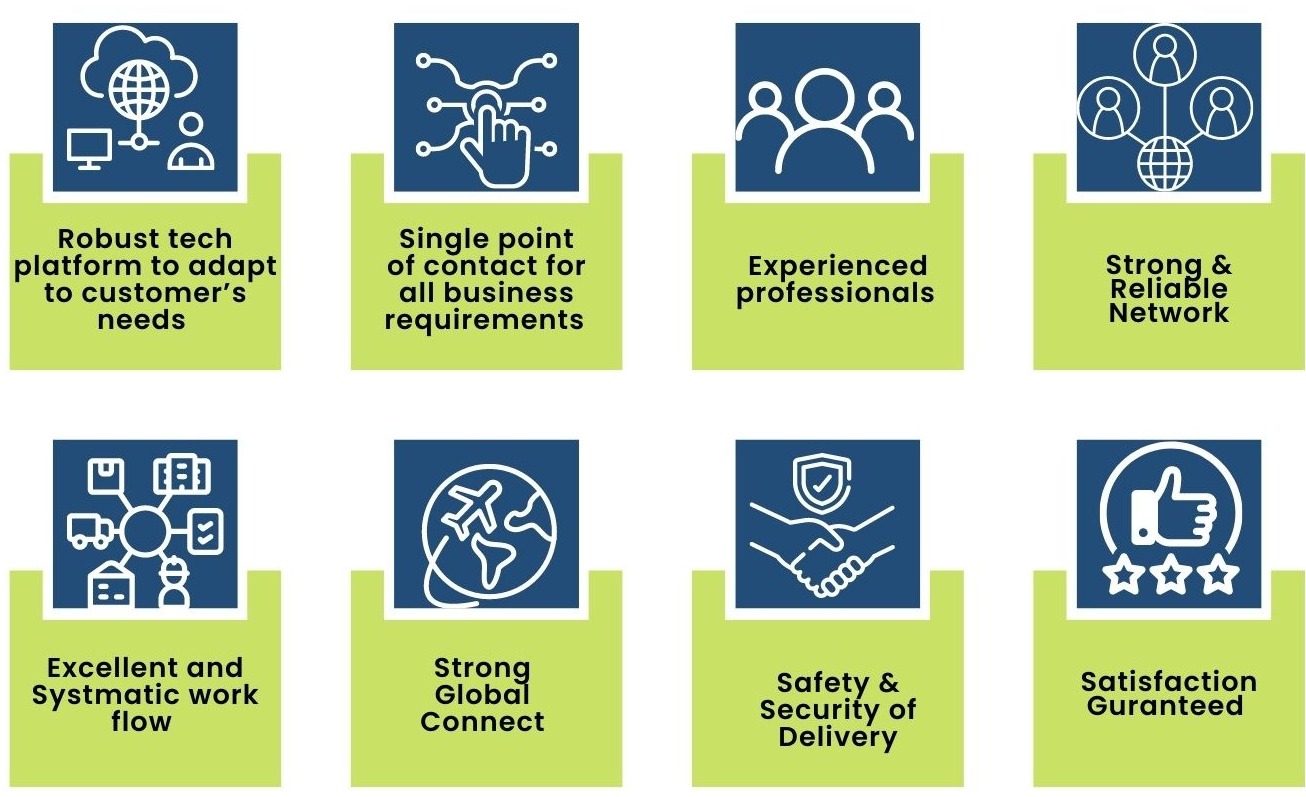 Robust tech
platform to adapt
to customer’s
needs
Single point
of contact for
all business
requirements
Experienced
professionals
Strong &
Reliable
Network
Excellent and
Systmatic work
flow
Strong
Global
Connect
Safety &
Security of
Delivery
Satisfaction
Guranteed